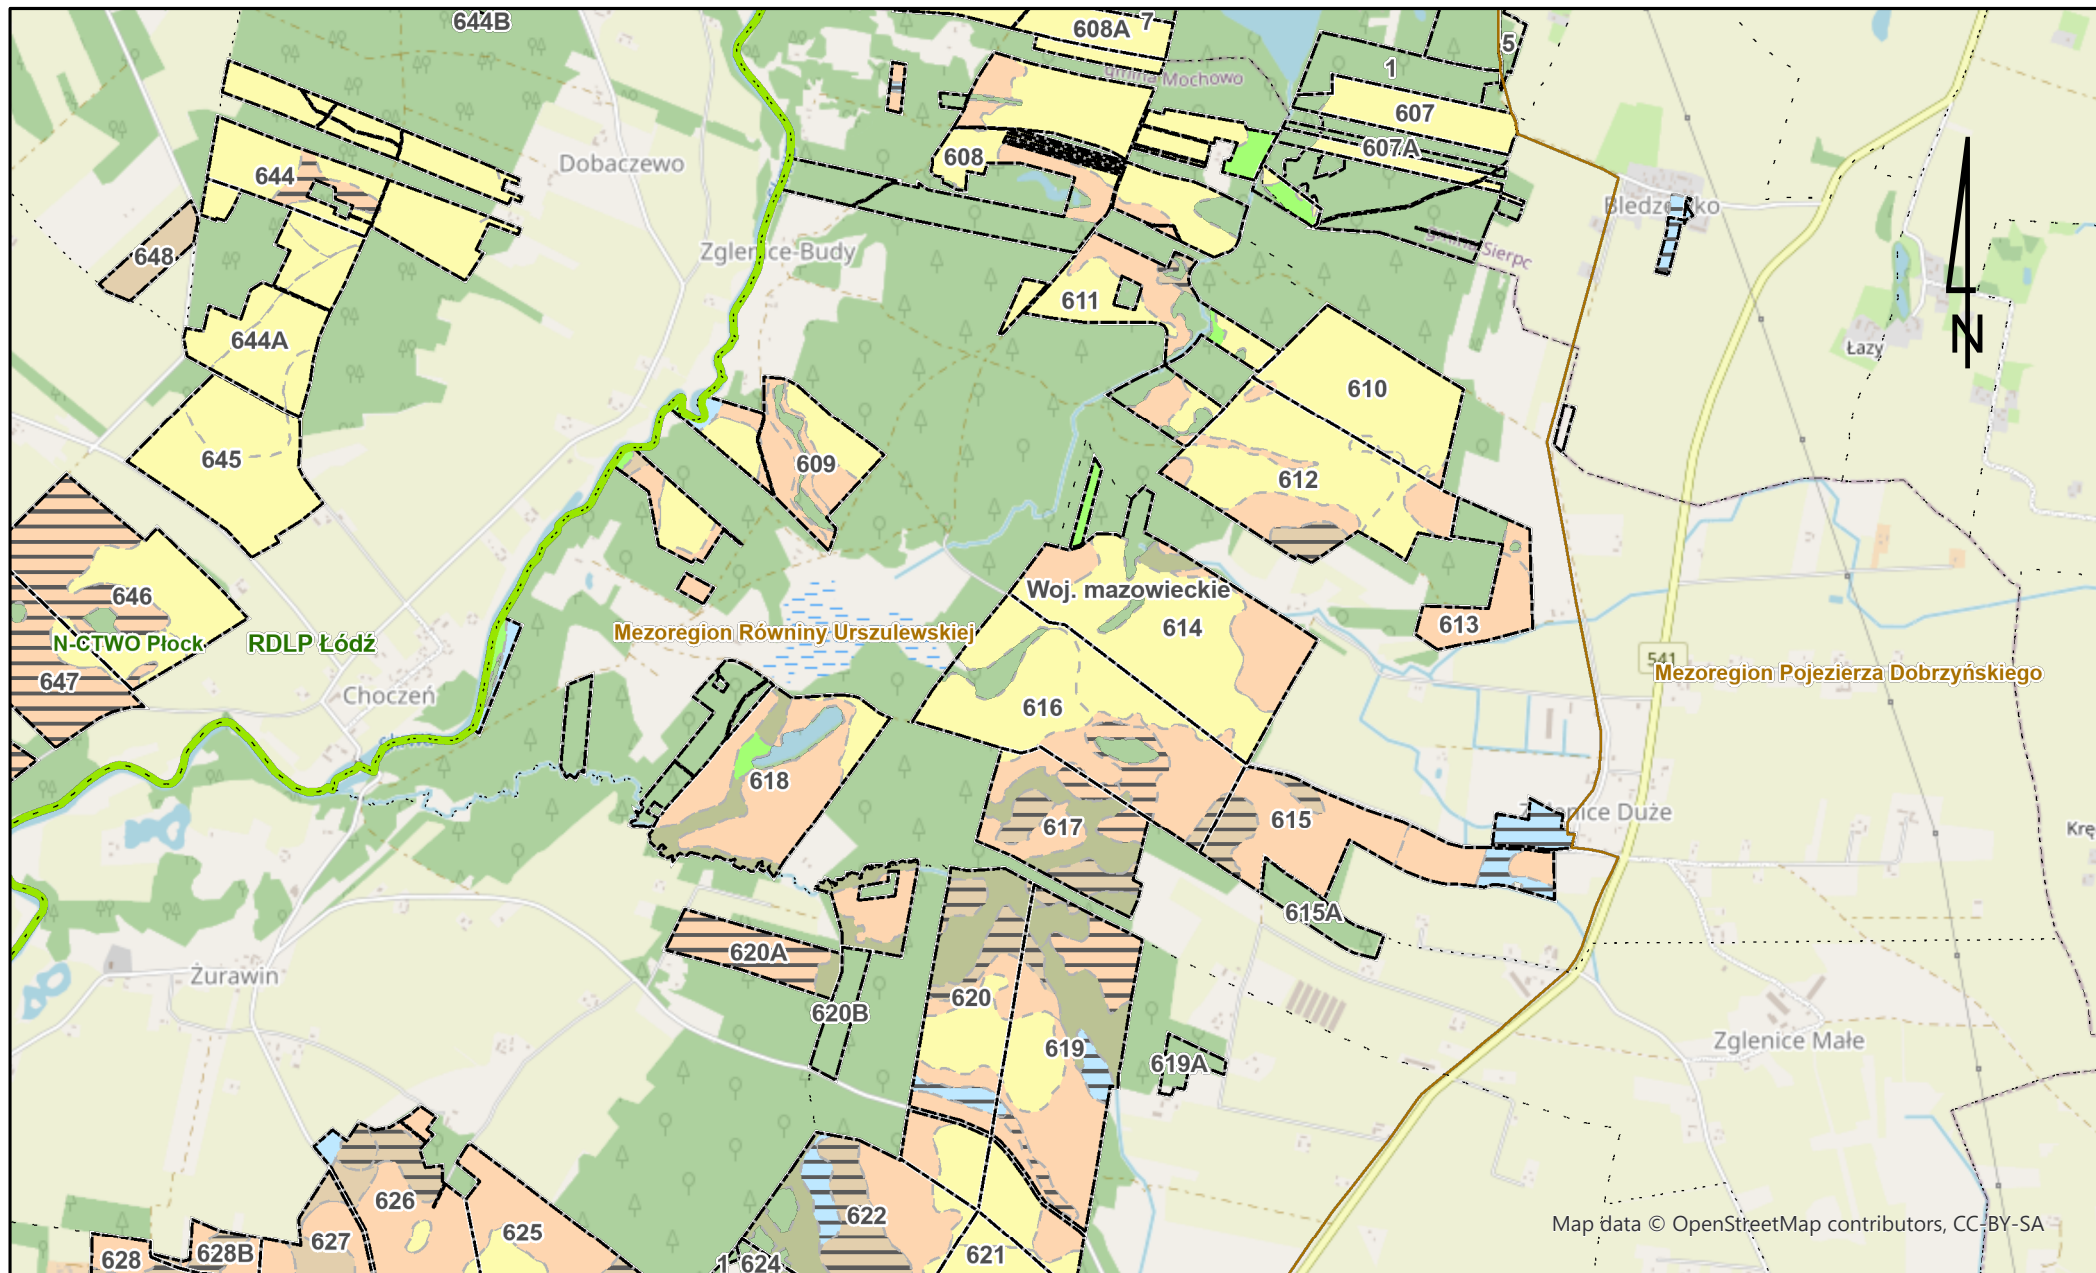 644B
608A
7
5
1
gmina Mochowo
607
607A
608
Dobaczewo
644
648
Zglenice-Budy
gmina Sierpc
611
644A
Łazy
N
610
645
609
612
646
Woj. mazowieckie
614
613
N-CTWO Płock
RDLP Łódź
Mezoregion Równiny Urszulewskiej
541
Mezoregion Pojezierza Dobrzyńskiego
647
Choczeń
616
618
617
615
Zglenice Duże
Krę
615A
620A
Żurawin
620
620B
619
619A
Zglenice Małe
626
622
625
627
628
628B
621
1
624
Map data © OpenStreetMap contributors, CC-BY-SA